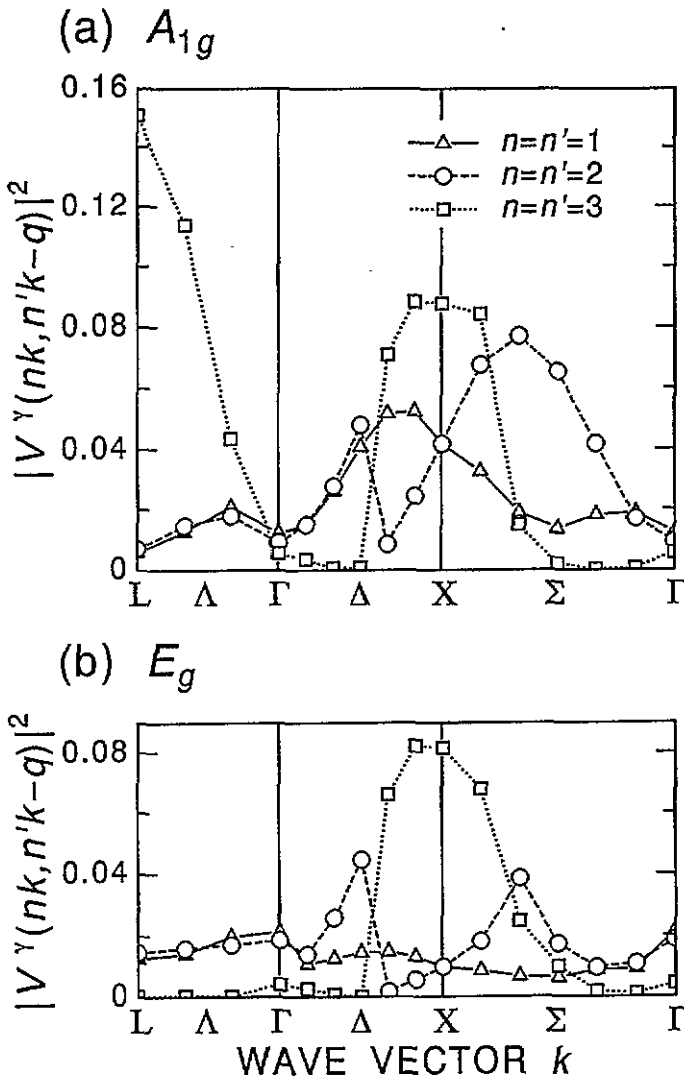 (a) A1g
0.16
n=n'=1
n=n'=2
0.12
n=n'=3
|Vγ(nk,n'k−q)|2
0.08
0.04
0
L Λ Γ Δ X Σ Γ
(b) Eg
|Vγ(nk,n'k−q)|2
0.08
0.04
0
L Λ Γ Δ X Σ Γ
WAVE VECTOR k